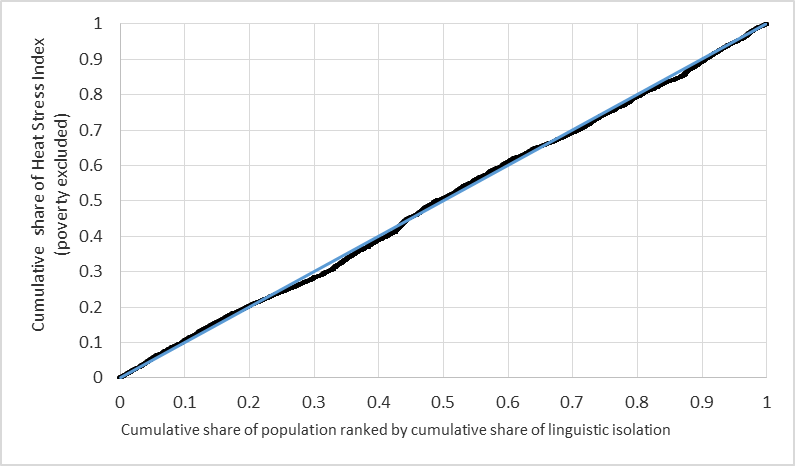 Cumulative share of Heat Stress Index
(poverty excluded)
1
0.9
0.8
0.7
0.6
0.5
0.4
0.3
0.2
0.1
0
0 0.1 0.2 0.3 0.4 0.5 0.6 0.7 0.8 0.9 1
Cumulative share of population ranked by cumulative share of linguistic isolation